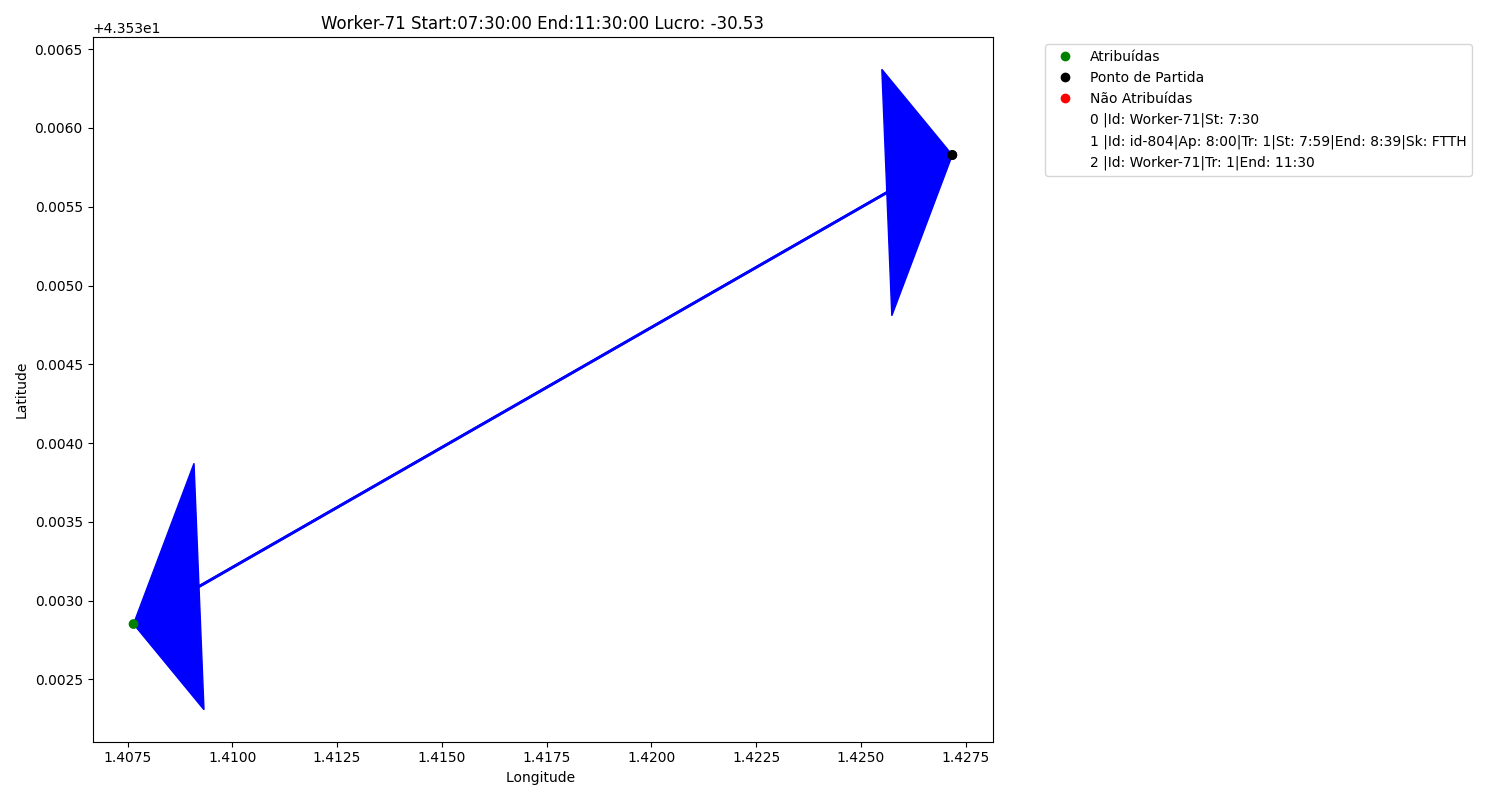 Worker-71 Start:07:30:00 End:11:30:00 Lucro: -30.53
+4.353e1
0.0065
0.0060
0.0055
0.0050
0.0045
0.0040
0.0035
0.0030
0.0025
Latitude
1.4075 1.4100 1.4125 1.4150 1.4175 1.4200 1.4225 1.4250 1.4275
Longitude
Atribuídas
Ponto de Partida
Não Atribuídas
0 |Id: Worker-71|St: 7:30
1 |Id: id-804|Ap: 8:00|Tr: 1|St: 7:59|End: 8:39|Sk: FTTH
2 |Id: Worker-71|Tr: 1|End: 11:30